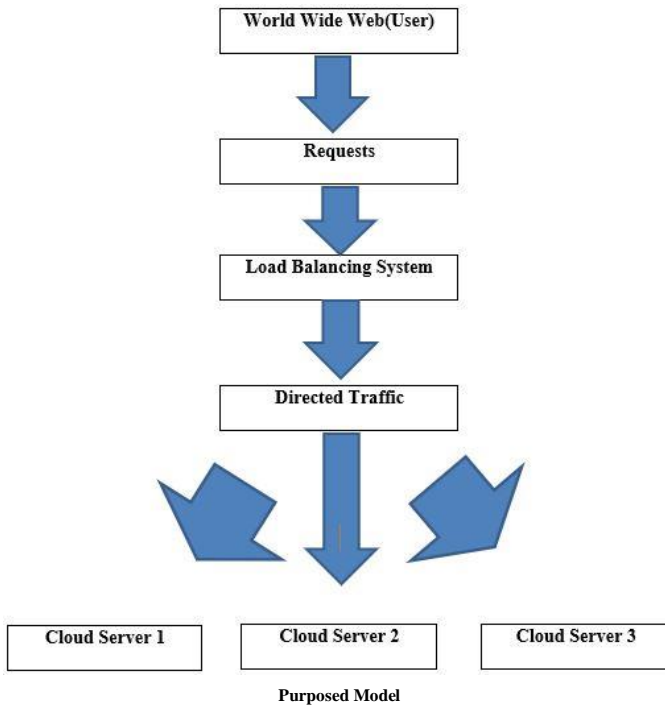 World Wide Web(User)
Requests
Load Balancing System
Directed Traffic
Cloud Server 1
Cloud Server 2
Cloud Server 3
Purposed Model